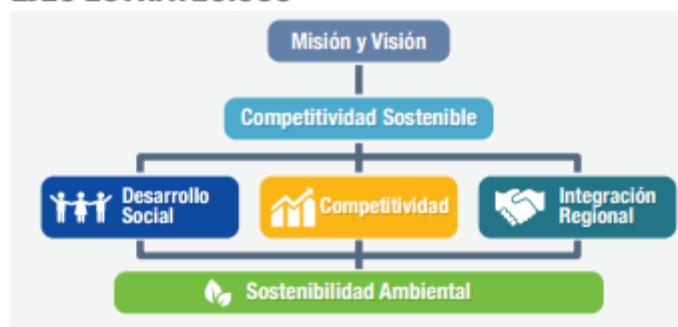 Misión y Visión
Competitividad Sostenible
Desarrollo
Social
Competitividad
Integración
Regional
Sostenibilidad Ambiental